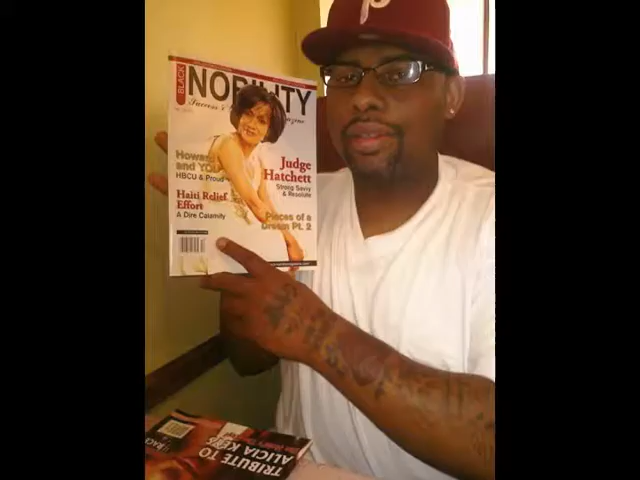 P
BLACK
NOBILITY
Howard
and YOU
HBCU & Proud
Judge
Hatchett
Strong Savvy
& Resolute
Haiti Relief
Effort
A Dire Calamity
Pieces of a
Dream Pt. 2
TRIBUTE TO
ALICIA KEYS